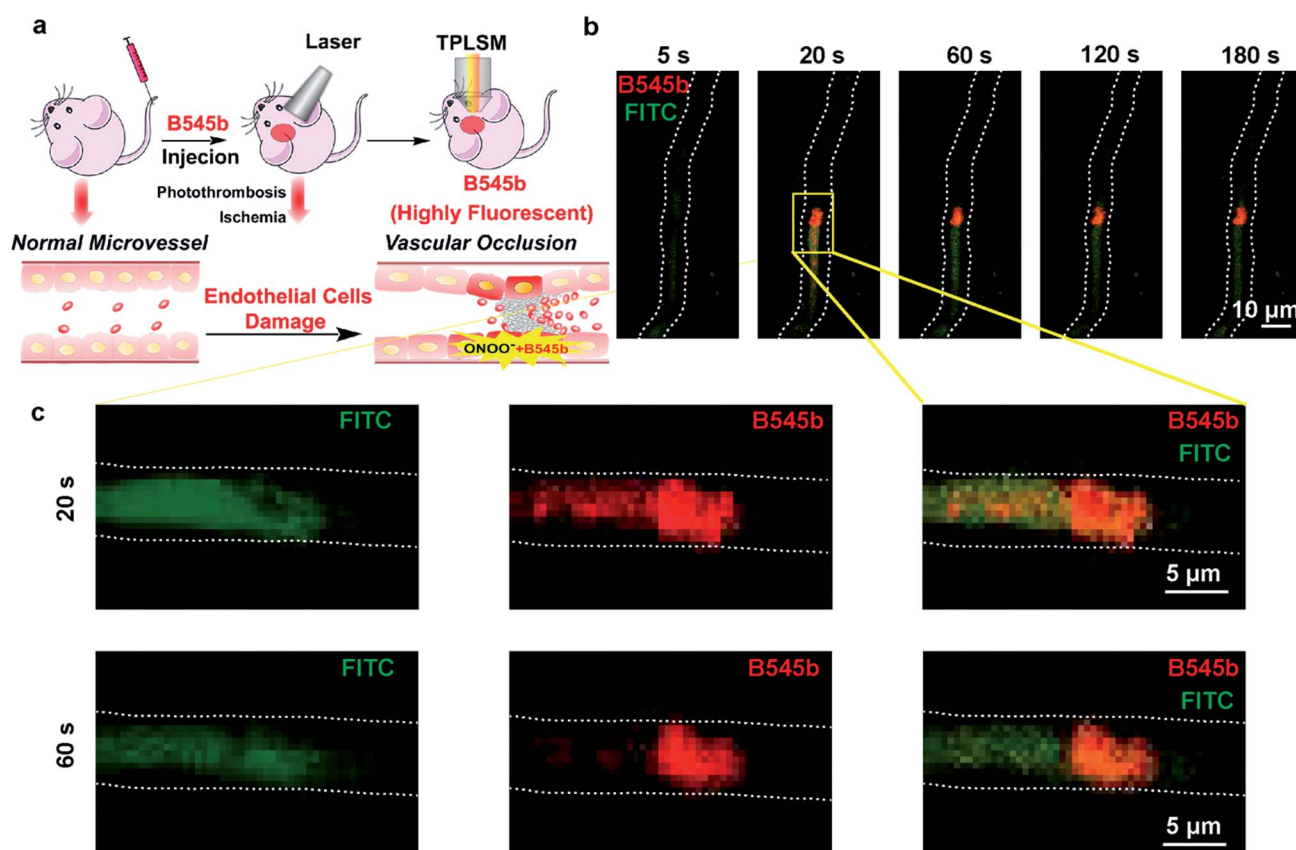 a
Laser
TPLSM
B545b
Injecion
Photothrombosis
Ischemia
B545b
(Highly Fluorescent)
Normal Microvessel
Vascular Occlusion
Endothelial Cells
Damage
ONOO⁻+B545b
b
5 s
20 s
60 s
120 s
180 s
B545b
FITC
10 μm
c
20 s
FITC
B545b
B545b
FITC
5 μm
60 s
FITC
B545b
B545b
FITC
5 μm